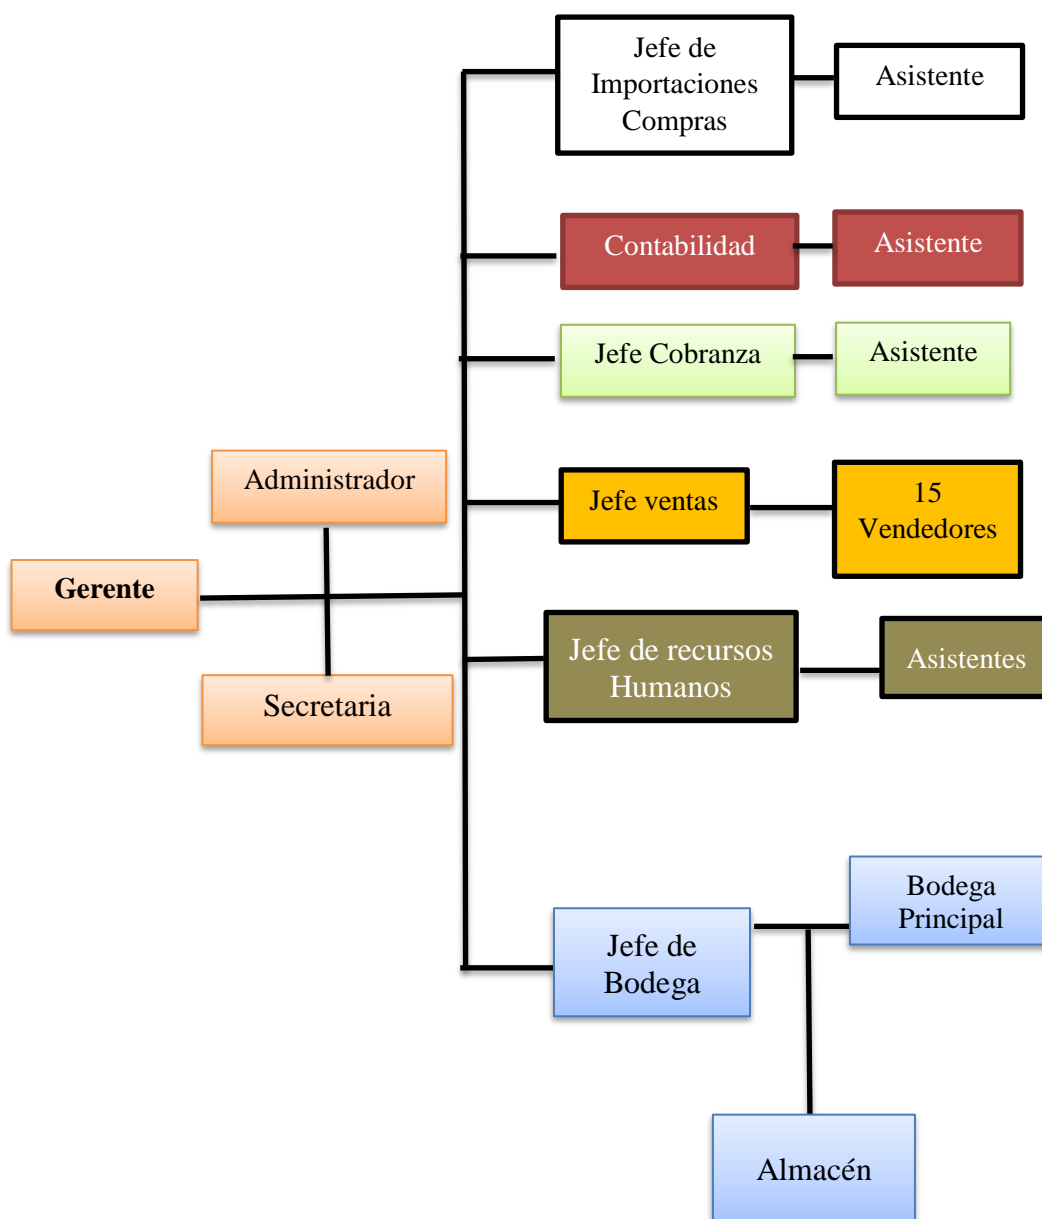 Jefe de
Importaciones
Compras
Asistente
Contabilidad
Asistente
Jefe Cobranza
Asistente
Administrador
Jefe ventas
15
Vendedores
Gerente
Jefe de recursos
Humanos
Asistentes
Secretaria
Bodega
Principal
Jefe de
Bodega
Almacén